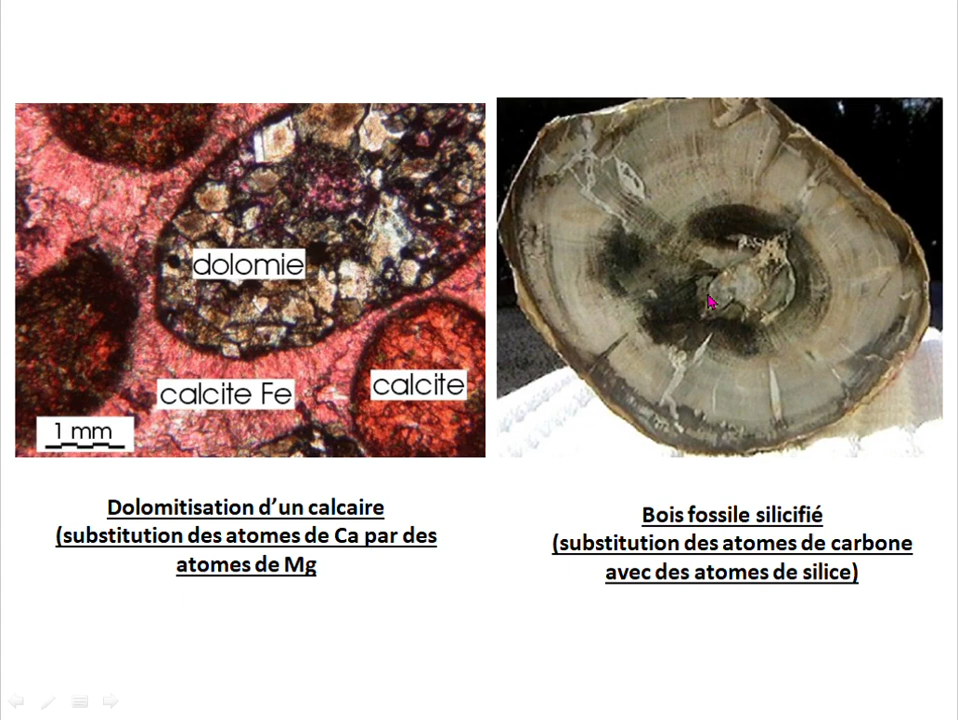 dolomie
calcite Fe
calcite
1 mm
Dolomitisation d’un calcaire
(substitution des atomes de Ca par des
atomes de Mg
Bois fossile silicifié
(substitution des atomes de carbone
avec des atomes de silice)